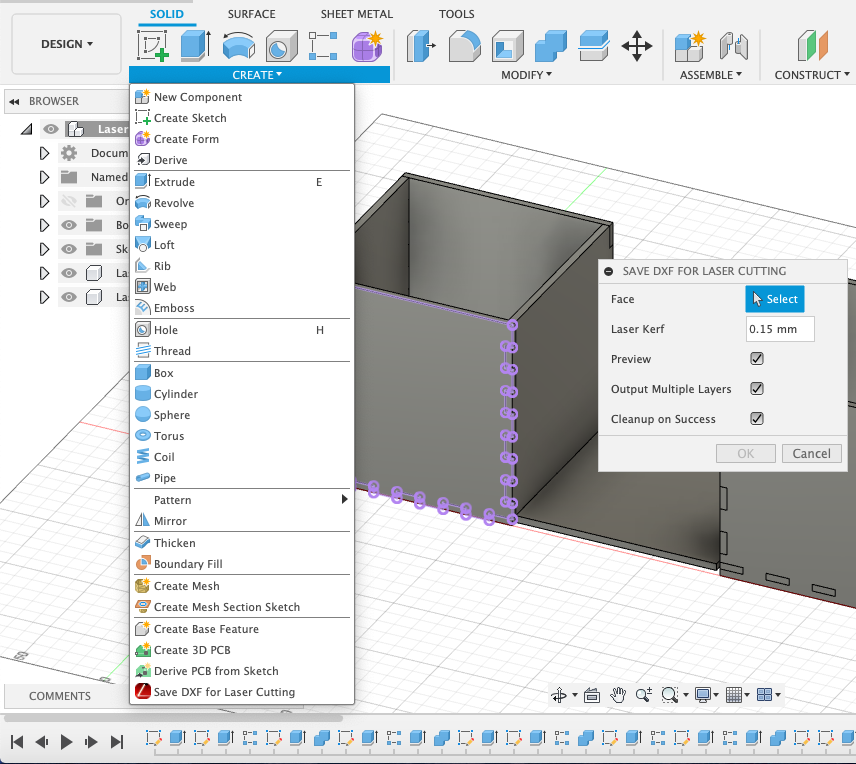 SOLID SURFACE SHEET METAL TOOLS
DESIGN
CREATE MODIFY ASSEMBLE CONSTRUCT
BROWSER
Laser
Docum
Named
Or
Bo
Sk
La
La
New Component
Create Sketch
Create Form
Derive
Extrude E
Revolve
Sweep
Loft
Rib
Web
Emboss
Hole H
Thread
Box
Cylinder
Sphere
Torus
Coil
Pipe
Pattern
Mirror
Thicken
Boundary Fill
Create Mesh
Create Mesh Section Sketch
Create Base Feature
Create 3D PCB
Derive PCB from Sketch
Save DXF for Laser Cutting
SAVE DXF FOR LASER CUTTING
Face Select
Laser Kerf 0.15 mm
Preview
Output Multiple Layers
Cleanup on Success
OK Cancel
COMMENTS